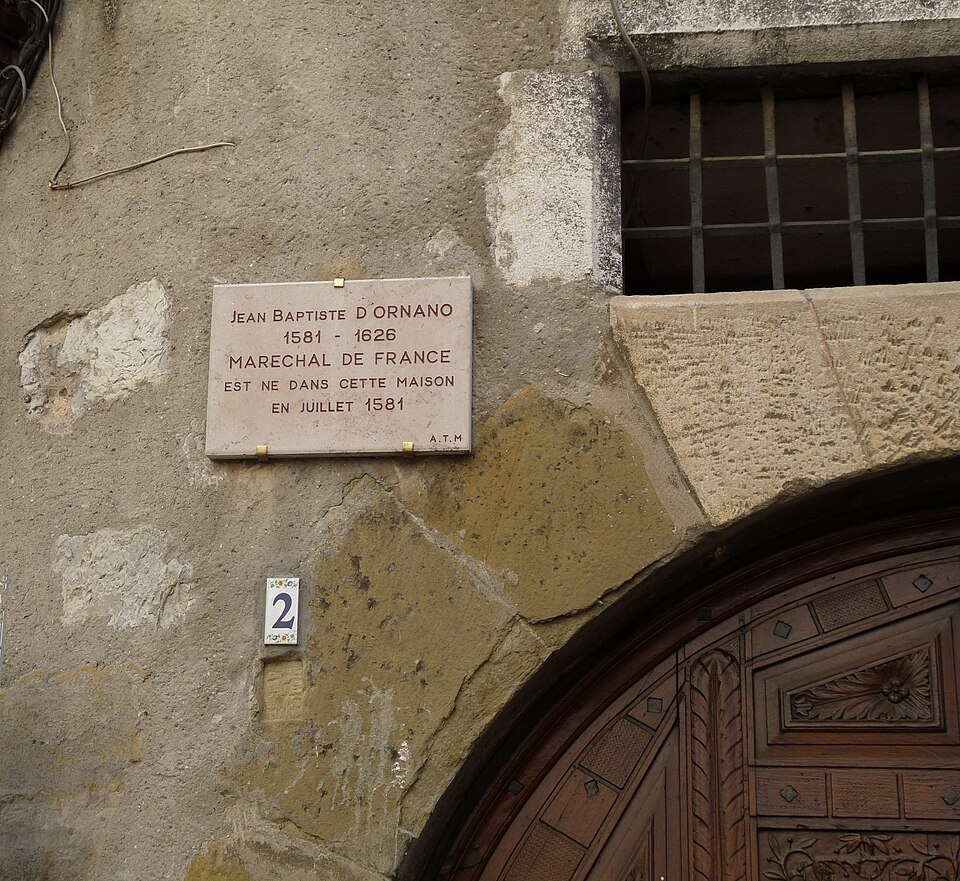 JEAN BAPTISTE D'ORNANO
1581 - 1626
MARECHAL DE FRANCE
EST NE DANS CETTE MAISON
EN JUILLET 1581
A.T.M
2